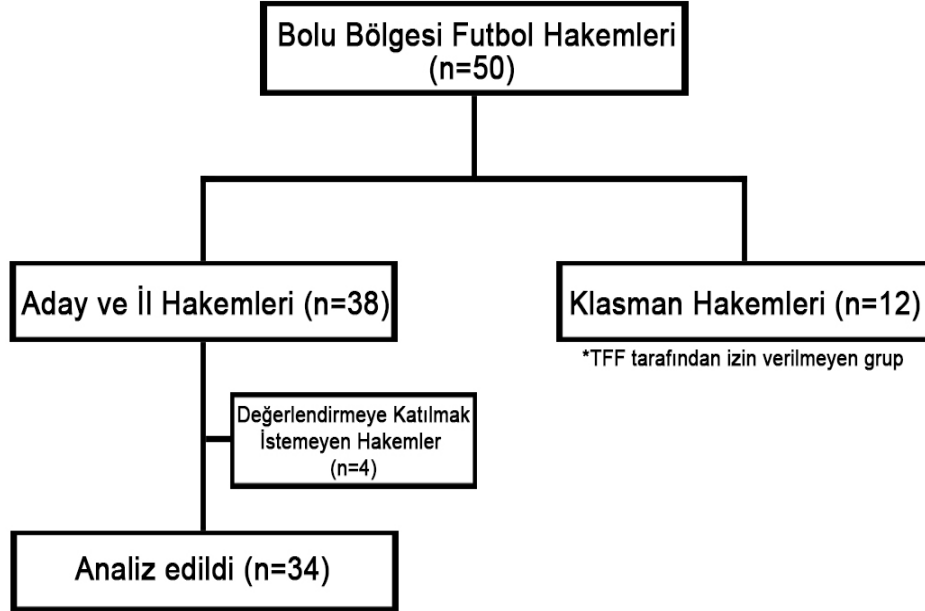 Bolu Bölgesi Futbol Hakemleri
(n=50)
Aday ve İl Hakemleri (n=38)
Klasman Hakemleri (n=12)
*TFF tarafından izin verilmeyen grup
Değerlendirmeye Katılmak
İstemeyen Hakemler
(n=4)
Analiz edildi (n=34)